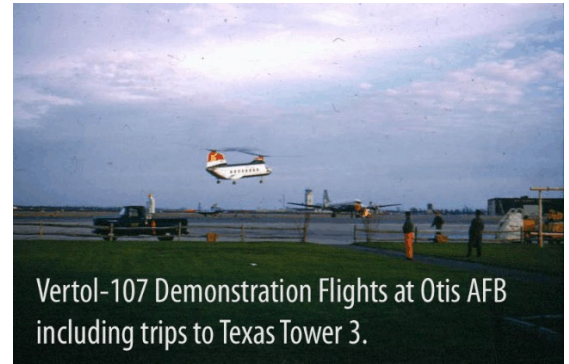 Vertol-107 Demonstration Flights at Otis AFB
including trips to Texas Tower 3.